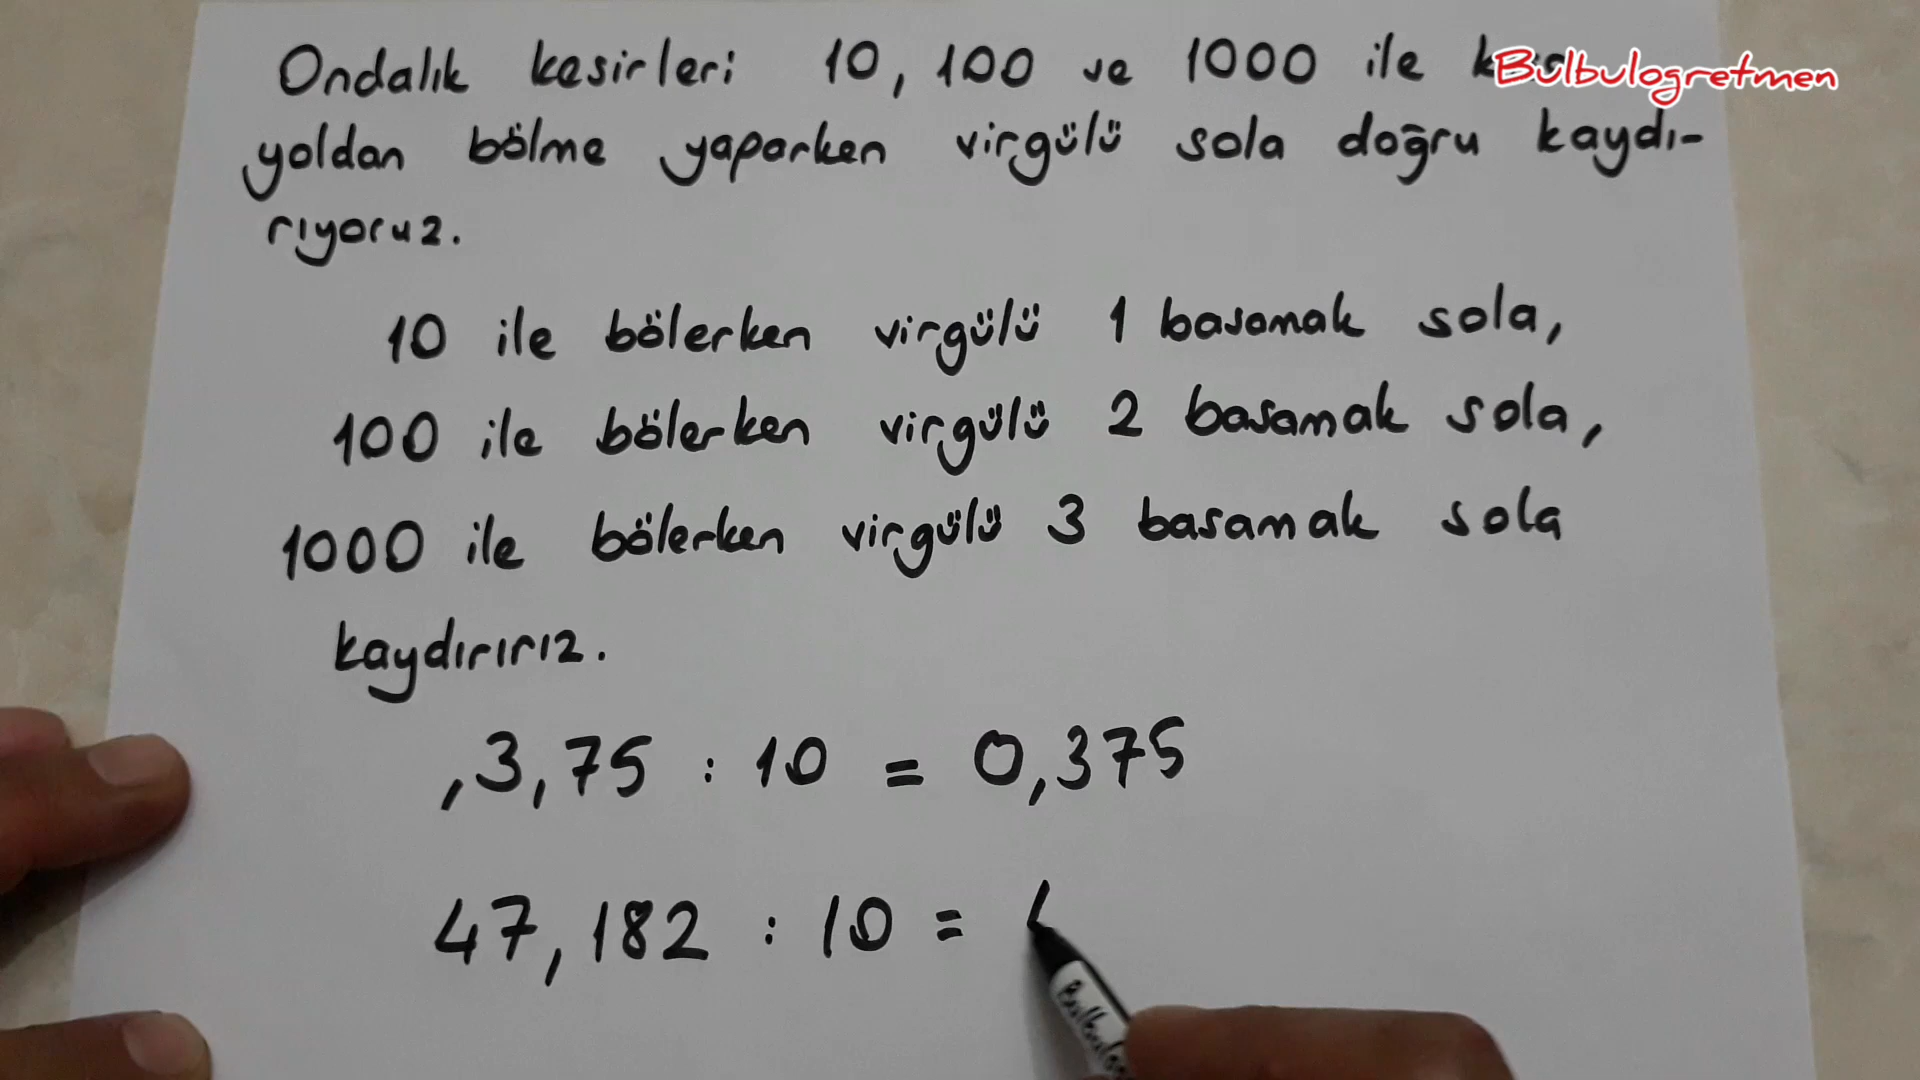 Ondalık kesirleri 10, 100 ve 1000 ile
Bulbulogretmen
yoldan bölme yaparken virgülü sola doğru kaydı-
rıyoruz.
10 ile bölerken virgülü 1 basamak sola,
100 ile bölerken virgülü 2 basamak sola,
1000 ile bölerken virgülü 3 basamak sola
kaydırırız.
,3,75 : 10 = 0,375
47,182 : 10 =